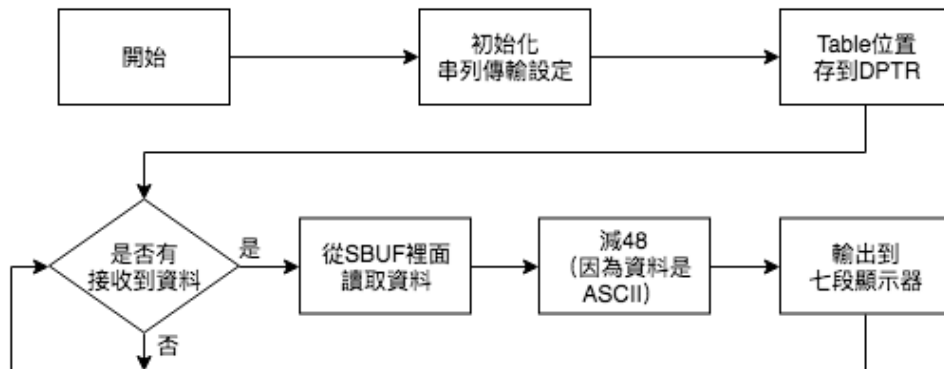 開始
初始化
串列傳輸設定
Table位置
存到DPTR
是否有
接收到資料
是
從SBUF裡面
讀取資料
減48
（因為資料是
ASCII）
輸出到
七段顯示器
否